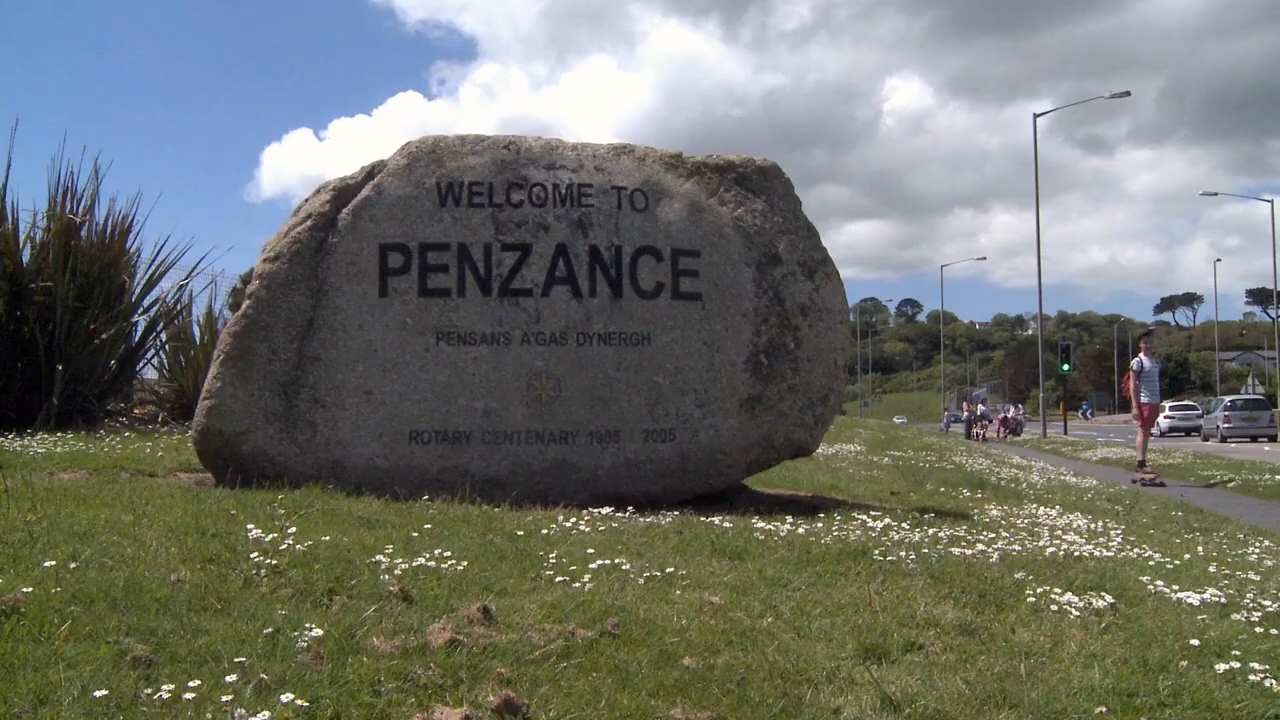 WELCOME TO
PENZANCE
PENSANS A'GAS DYNERGH
ROTARY CENTENARY 1905 2005